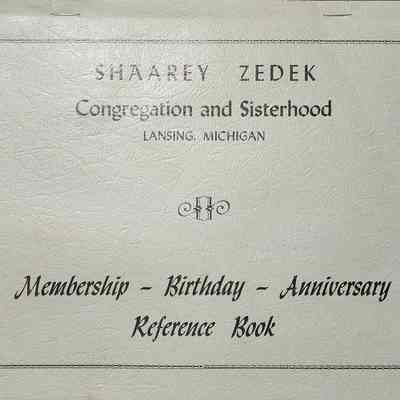 SHAAREY ZEDEK
Congregation and Sisterhood
LANSING, MICHIGAN
Membership - Birthday - Anniversary
Reference Book